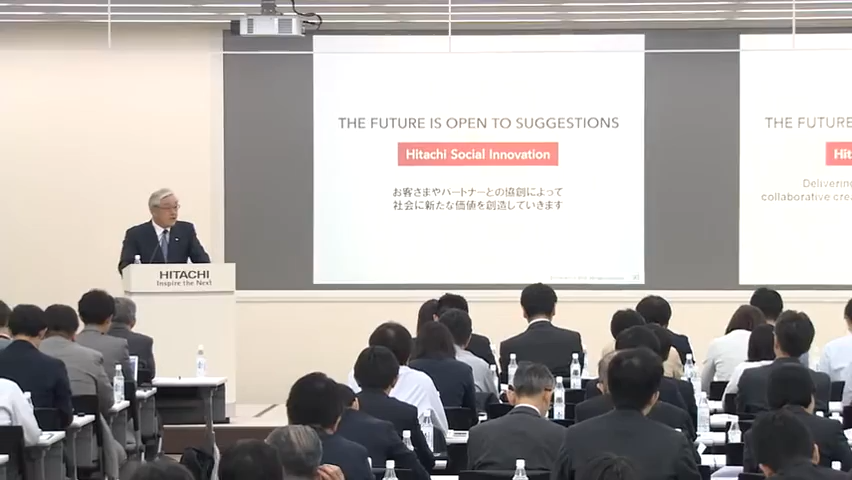 THE FUTURE IS OPEN TO SUGGESTIONS
Hitachi Social Innovation
お客さまやパートナーとの協創によって
社会に新たな価値を創造していきます
THE FUTURE
Hit
Delivering
collaborative crea
HITACHI
Inspire the Next